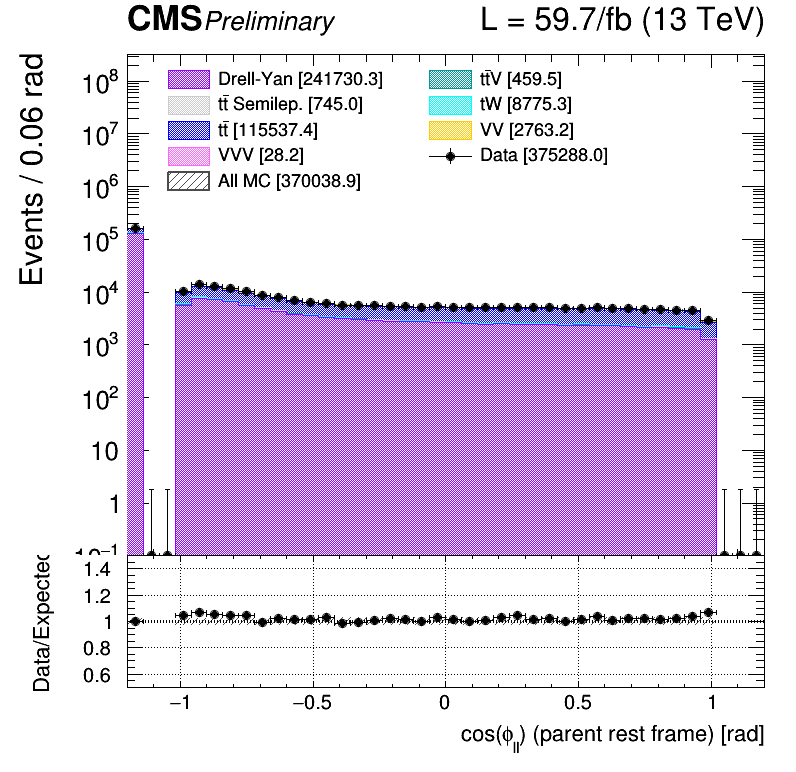 CMS Preliminary L = 59.7/fb (13 TeV)
Events / 0.06 rad
10⁸
10⁷
10⁶
10⁵
10⁴
10³
10²
10
1
10⁻¹
Drell-Yan [241730.3]
tt̄ Semilep. [745.0]
tt̄ [115537.4]
VVV [28.2]
All MC [370038.9]
tt̄V [459.5]
tW [8775.3]
VV [2763.2]
Data [375288.0]
Data/Expected
1.4
1.2
1
0.8
0.6
−1 −0.5 0 0.5 1
cos(ϕ_ll) (parent rest frame) [rad]